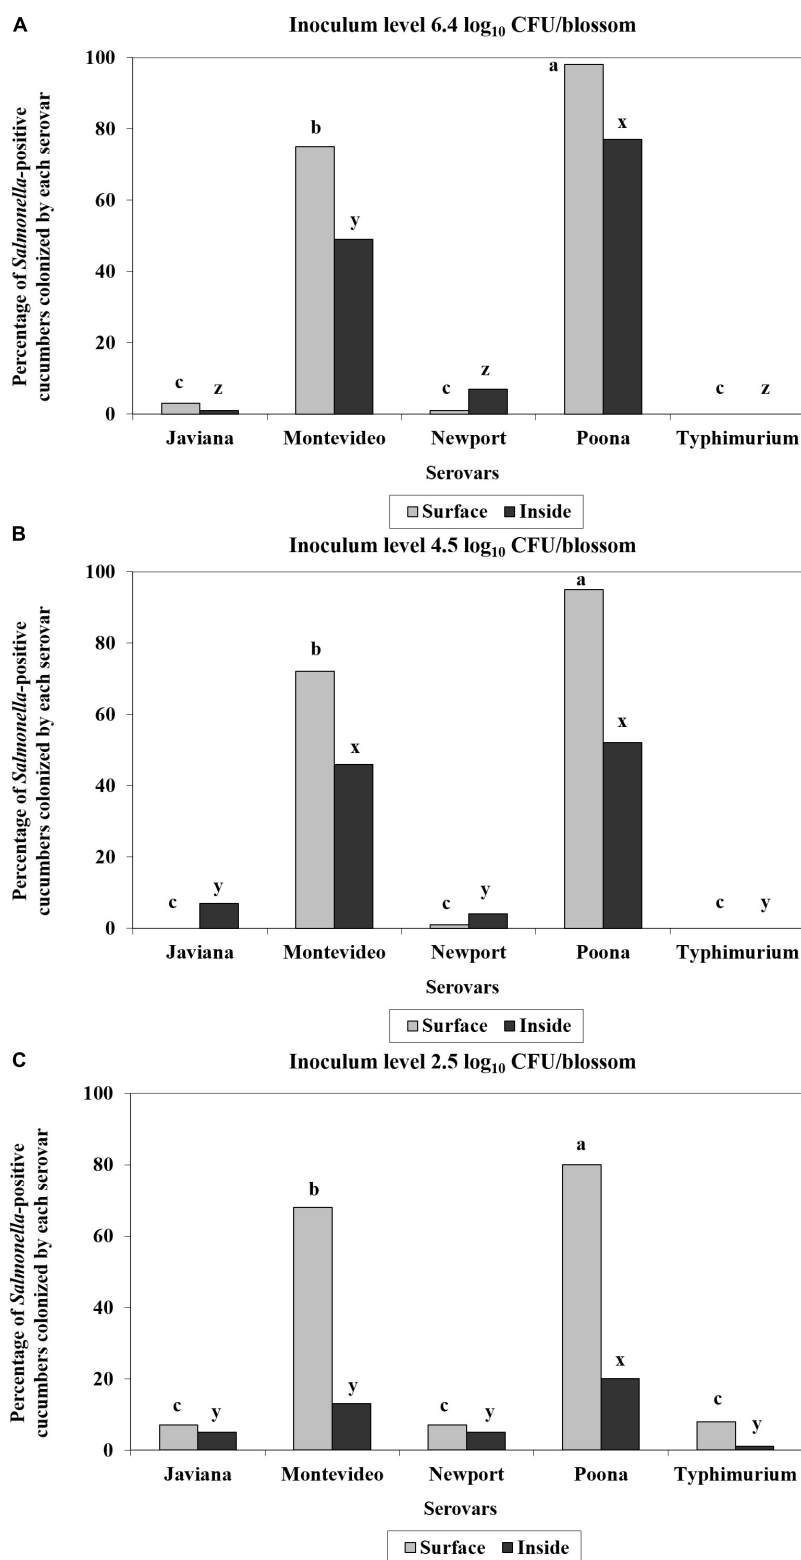 A
Inoculum level 6.4 log10 CFU/blossom
Percentage of Salmonella-positive
cucumbers colonized by each serovar
100
80
60
40
20
0
c
z
b
y
c
z
a
x
c
z
Javiana
Montevideo
Newport
Poona
Typhimurium
Serovars
Surface
Inside
B
Inoculum level 4.5 log10 CFU/blossom
Percentage of Salmonella-positive
cucumbers colonized by each serovar
100
80
60
40
20
0
c
y
b
x
c
y
a
x
c
y
Javiana
Montevideo
Newport
Poona
Typhimurium
Serovars
Surface
Inside
C
Inoculum level 2.5 log10 CFU/blossom
Percentage of Salmonella-positive
cucumbers colonized by each serovar
100
80
60
40
20
0
c
y
b
y
c
y
a
x
c
y
Javiana
Montevideo
Newport
Poona
Typhimurium
Serovars
Surface
Inside